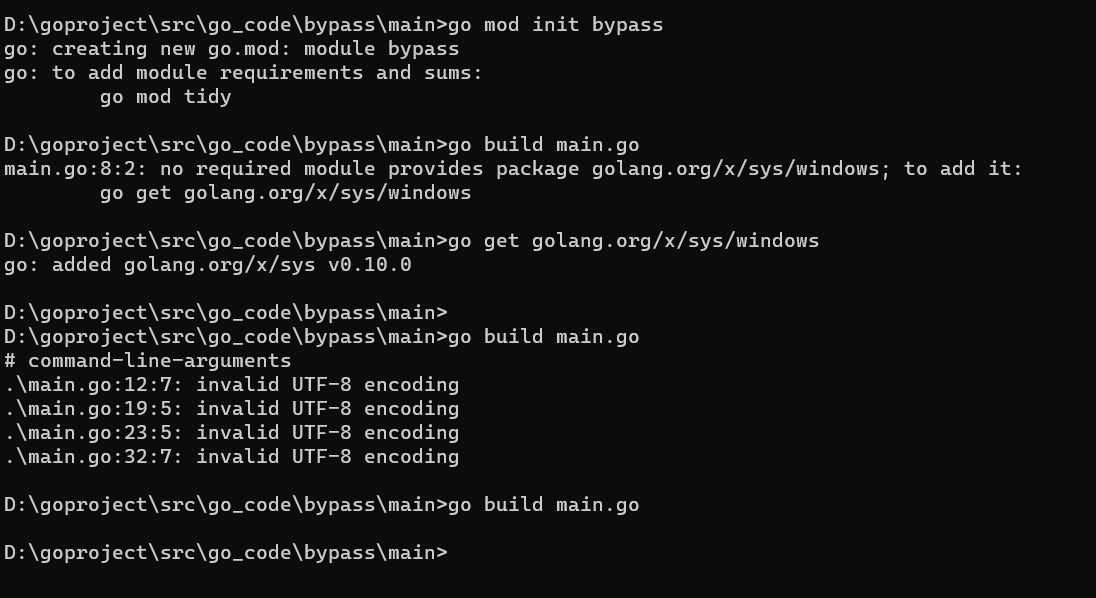 D:\goproject\src\go_code\bypass\main>go mod init bypass
go: creating new go.mod: module bypass
go: to add module requirements and sums:
        go mod tidy
D:\goproject\src\go_code\bypass\main>go build main.go
main.go:8:2: no required module provides package golang.org/x/sys/windows; to add it:
        go get golang.org/x/sys/windows
D:\goproject\src\go_code\bypass\main>go get golang.org/x/sys/windows
go: added golang.org/x/sys v0.10.0
D:\goproject\src\go_code\bypass\main>
D:\goproject\src\go_code\bypass\main>go build main.go
# command-line-arguments
.\main.go:12:7: invalid UTF-8 encoding
.\main.go:19:5: invalid UTF-8 encoding
.\main.go:23:5: invalid UTF-8 encoding
.\main.go:32:7: invalid UTF-8 encoding
D:\goproject\src\go_code\bypass\main>go build main.go
D:\goproject\src\go_code\bypass\main>